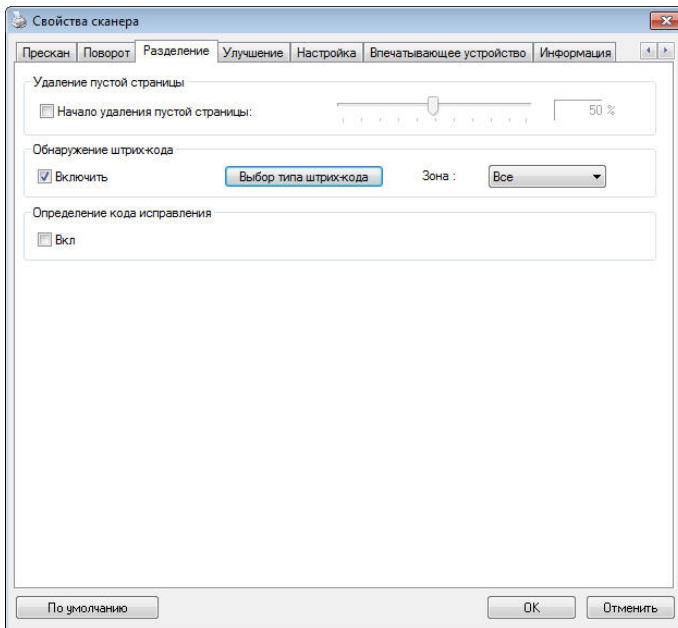 Свойства сканера
Прескан Поворот Разделение Улучшение Настройка Впечатывающее устройство Информация
Удаление пустой страницы
Начало удаления пустой страницы: 50 %
Обнаружение штрих-кода
Включить Выбор типа штрих-кода Зона : Все
Определение кода исправления
Вкл
По умолчанию OK Отменить